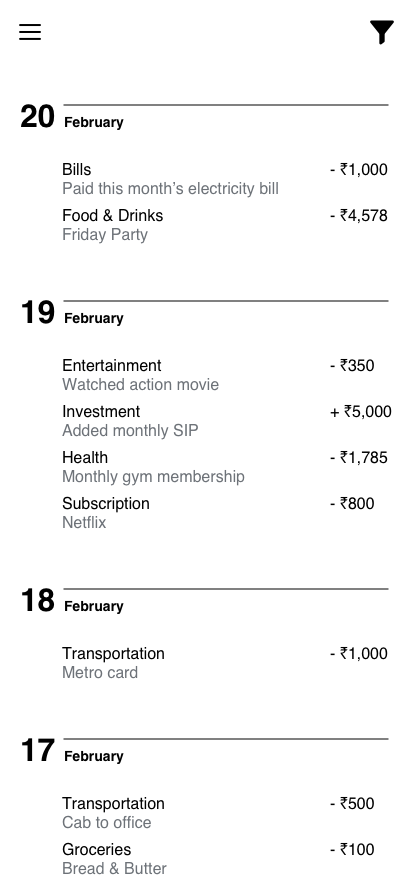 20 February
Bills - ₹1,000
Paid this month’s electricity bill
Food & Drinks - ₹4,578
Friday Party
19 February
Entertainment - ₹350
Watched action movie
Investment + ₹5,000
Added monthly SIP
Health - ₹1,785
Monthly gym membership
Subscription - ₹800
Netflix
18 February
Transportation - ₹1,000
Metro card
17 February
Transportation - ₹500
Cab to office
Groceries - ₹100
Bread & Butter